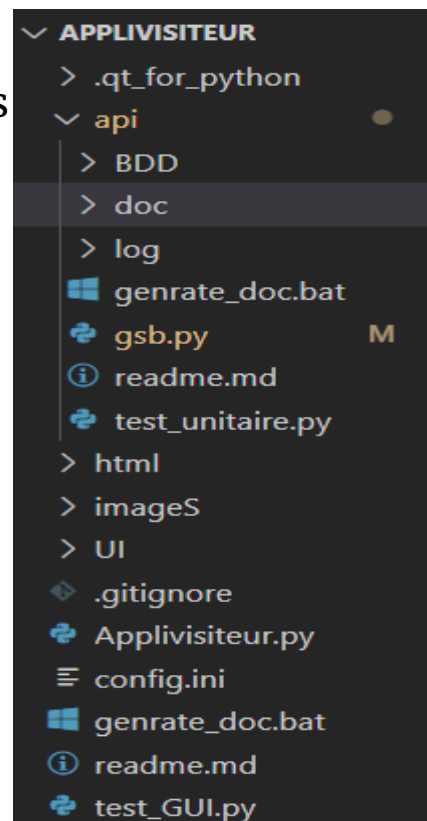 APPLIVISITEUR
.qt_for_python
s
api
BDD
doc
log
genrate_doc.bat
gsb.py M
readme.md
test_unitaire.py
html
imageS
UI
.gitignore
Applivisiteur.py
config.ini
genrate_doc.bat
readme.md
test_GUI.py